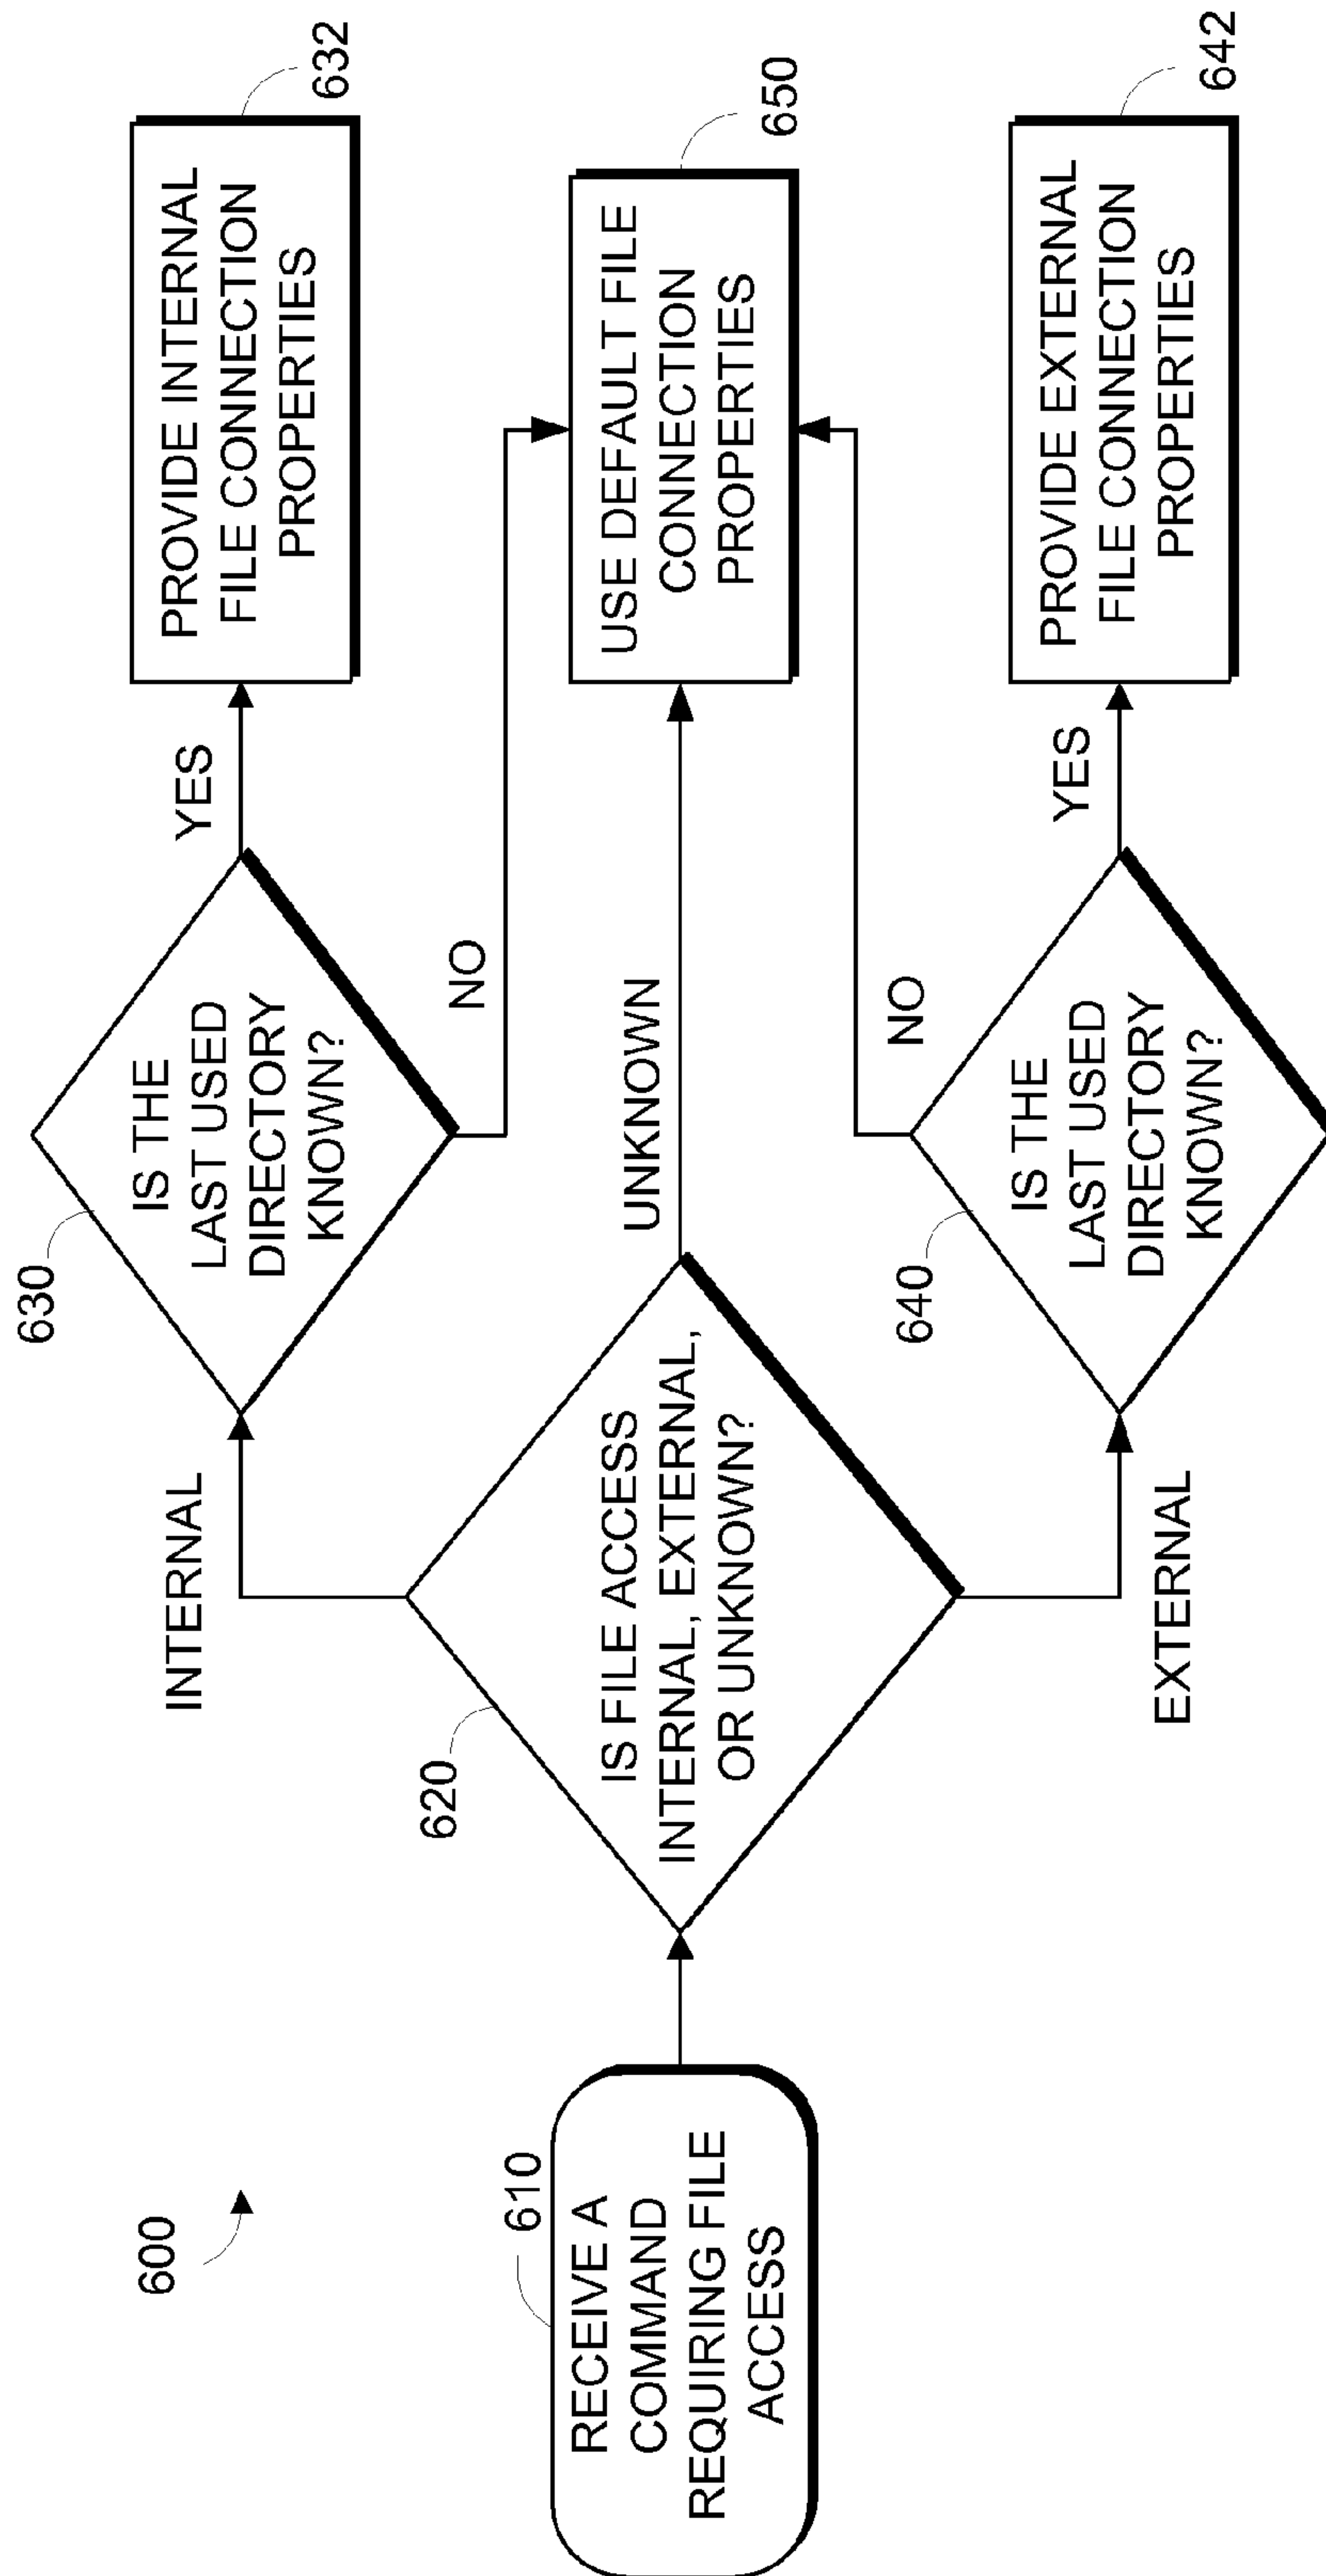 600
RECEIVE A
COMMAND
REQUIRING FILE
ACCESS
610
IS FILE ACCESS
INTERNAL, EXTERNAL,
OR UNKNOWN?
620
INTERNAL
UNKNOWN
EXTERNAL
630
IS THE
LAST USED
DIRECTORY
KNOWN?
YES
NO
PROVIDE INTERNAL
FILE CONNECTION
PROPERTIES
632
USE DEFAULT FILE
CONNECTION
PROPERTIES
650
640
IS THE
LAST USED
DIRECTORY
KNOWN?
NO
YES
PROVIDE EXTERNAL
FILE CONNECTION
PROPERTIES
642